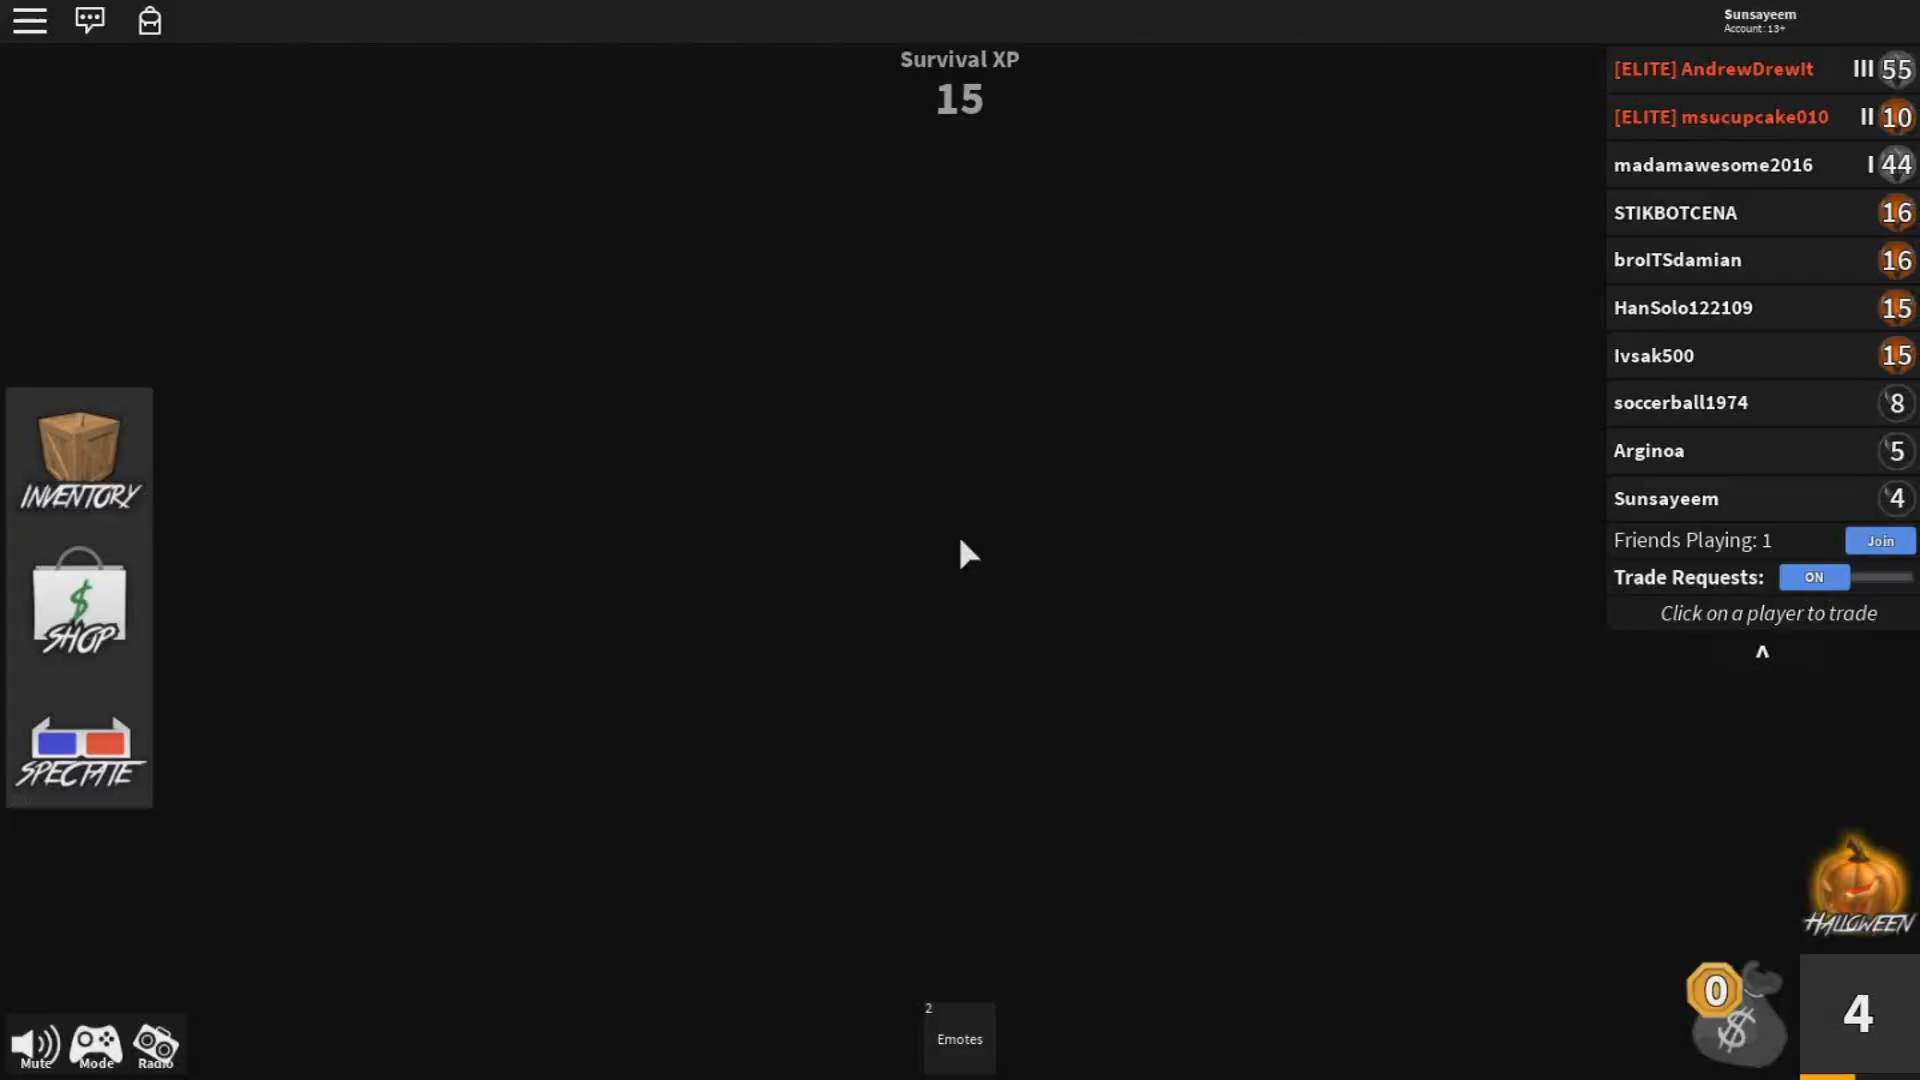 Sunsayeem
Account: 13+
Survival XP
15
[ELITE] AndrewDrewIt III 55
[ELITE] msucupcake010 II 10
madamawesome2016 I 44
STIKBOTCENA 16
broITSdamian 16
HanSolo122109 15
Ivsak500 15
soccerball1974 8
Arginoa 5
Sunsayeem 4
Friends Playing: 1 Join
Trade Requests: ON
Click on a player to trade
^
INVENTORY
$
SHOP
SPECTATE
HALLOWEEN
0
$
4
2
Emotes
Mute Mode Radio